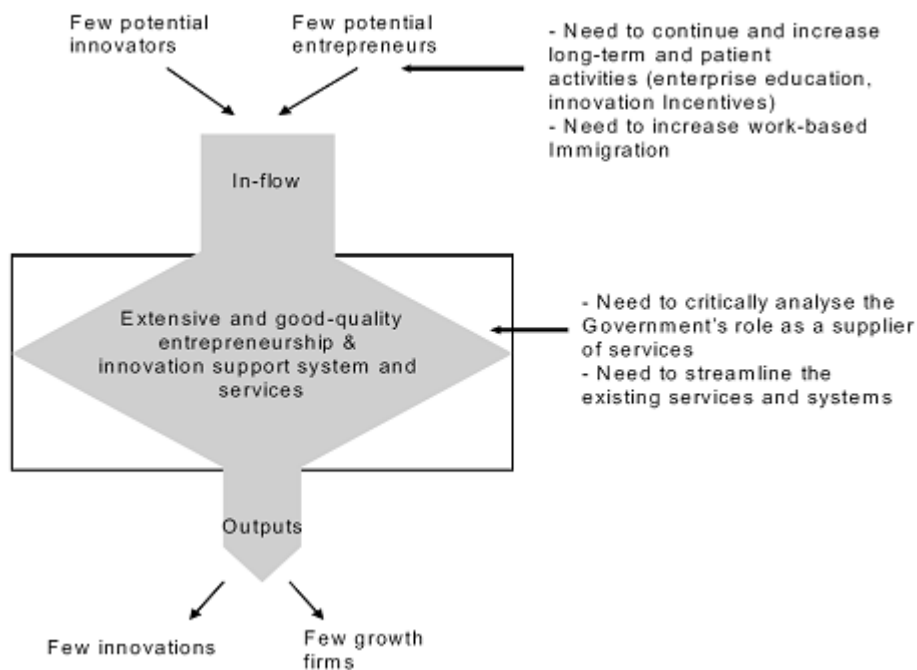 Few potential
innovators
Few potential
entrepreneurs
- Need to continue and increase
long-term and patient
activities (enterprise education,
innovation Incentives)
- Need to increase work-based
Immigration
In-flow
Extensive and good-quality
entrepreneurship &
innovation support system and
services
- Need to critically analyse the
Government's role as a supplier
of services
- Need to streamline the
existing services and systems
Outputs
Few innovations
Few growth
firms